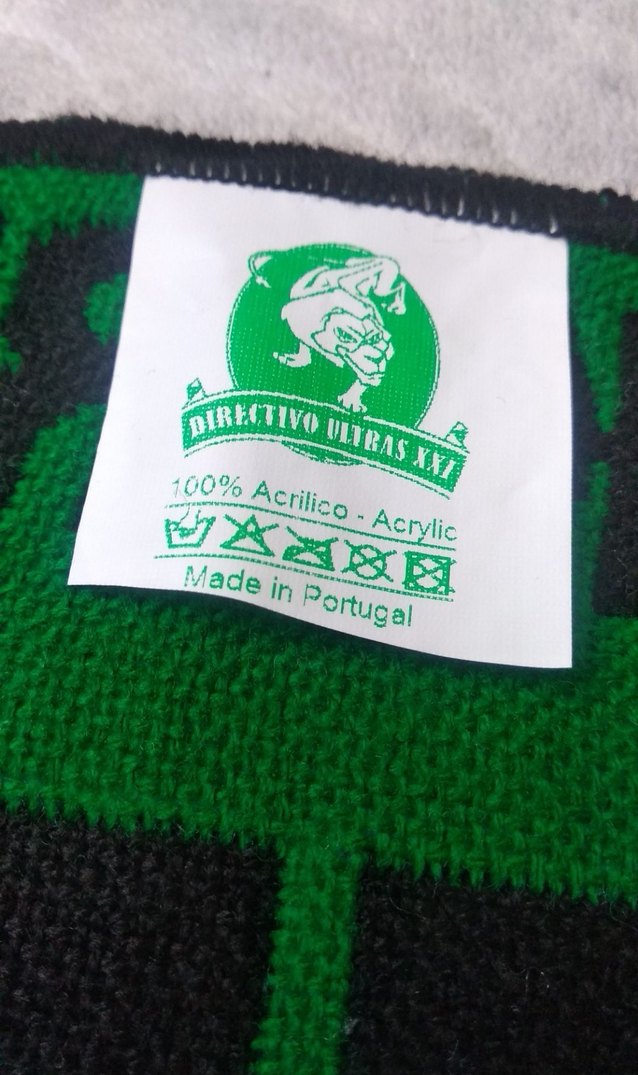 DIRECTIVO ULTRAS XXI
100% Acrilico - Acrylic
Made in Portugal